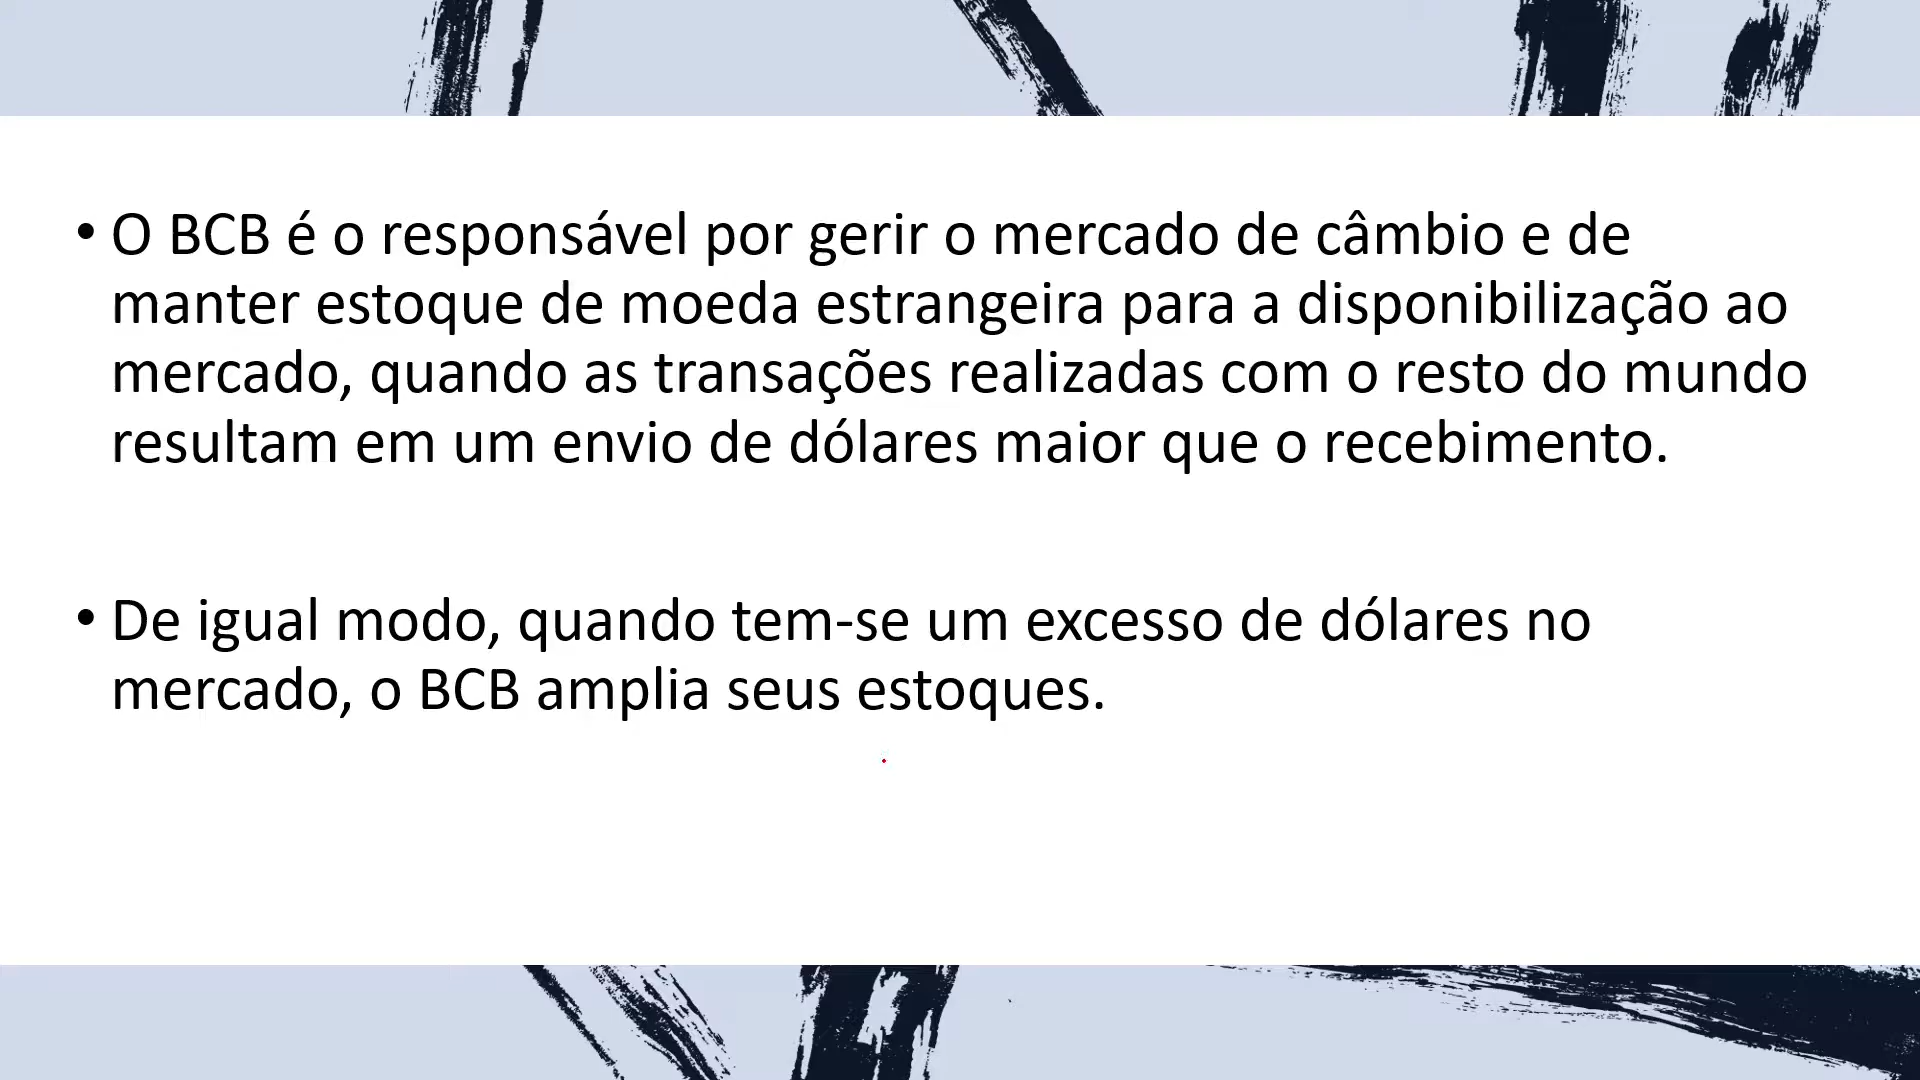 • O BCB é o responsável por gerir o mercado de câmbio e de
manter estoque de moeda estrangeira para a disponibilização ao
mercado, quando as transações realizadas com o resto do mundo
resultam em um envio de dólares maior que o recebimento.
• De igual modo, quando tem-se um excesso de dólares no
mercado, o BCB amplia seus estoques.